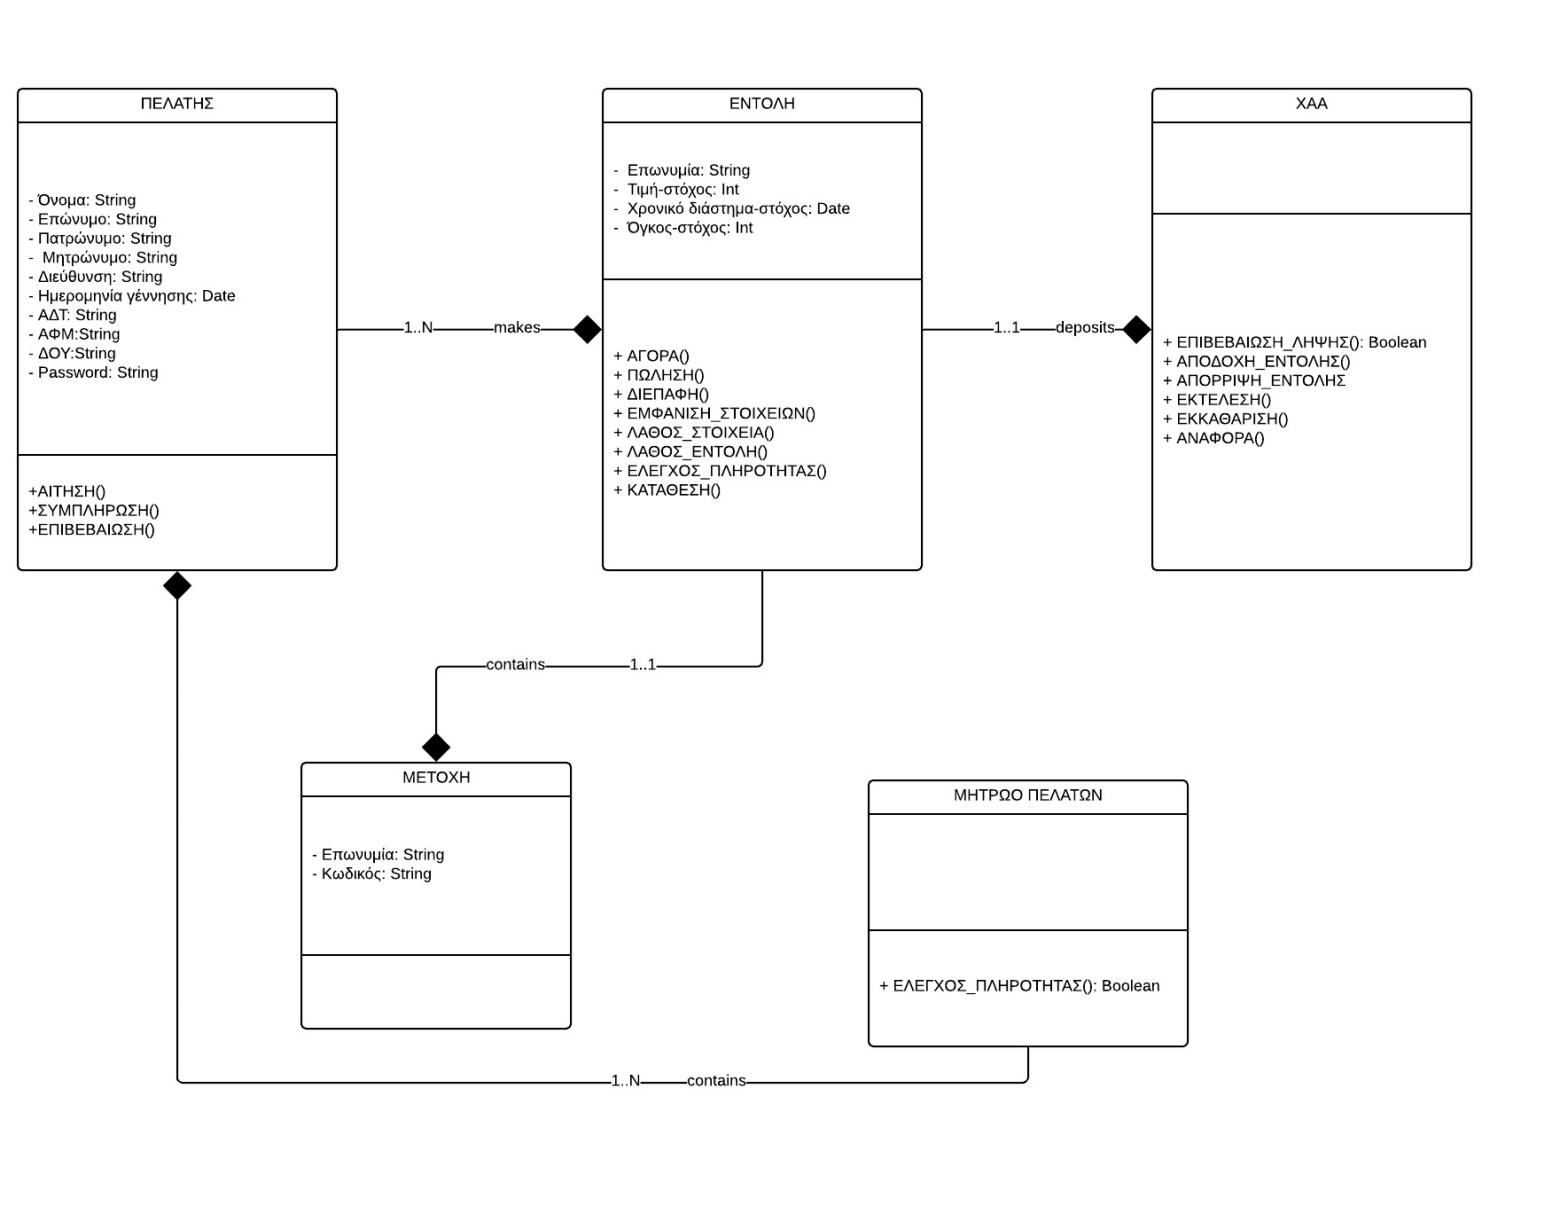 ΠΕΛΑΤΗΣ
- Όνομα: String
- Επώνυμο: String
- Πατρώνυμο: String
- Μητρώνυμο: String
- Διεύθυνση: String
- Ημερομηνία γέννησης: Date
- ΑΔΤ: String
- ΑΦΜ:String
- ΔΟΥ:String
- Password: String
+ΑΙΤΗΣΗ()
+ΣΥΜΠΛΗΡΩΣΗ()
+ΕΠΙΒΕΒΑΙΩΣΗ()
1..N
makes
ΕΝΤΟΛΗ
- Επωνυμία: String
- Τιμή-στόχος: Int
- Χρονικό διάστημα-στόχος: Date
- Όγκος-στόχος: Int
+ ΑΓΟΡΑ()
+ ΠΩΛΗΣΗ()
+ ΔΙΕΠΑΦΗ()
+ ΕΜΦΑΝΙΣΗ_ΣΤΟΙΧΕΙΩΝ()
+ ΛΑΘΟΣ_ΣΤΟΙΧΕΙΑ()
+ ΛΑΘΟΣ_ΕΝΤΟΛΗ()
+ ΕΛΕΓΧΟΣ_ΠΛΗΡΟΤΗΤΑΣ()
+ ΚΑΤΑΘΕΣΗ()
1..1
deposits
ΧΑΑ
+ ΕΠΙΒΕΒΑΙΩΣΗ_ΛΗΨΗΣ(): Boolean
+ ΑΠΟΔΟΧΗ_ΕΝΤΟΛΗΣ()
+ ΑΠΟΡΡΙΨΗ_ΕΝΤΟΛΗΣ
+ ΕΚΤΕΛΕΣΗ()
+ ΕΚΚΑΘΑΡΙΣΗ()
+ ΑΝΑΦΟΡΑ()
contains
1..1
ΜΕΤΟΧΗ
- Επωνυμία: String
- Κωδικός: String
ΜΗΤΡΩΟ ΠΕΛΑΤΩΝ
+ ΕΛΕΓΧΟΣ_ΠΛΗΡΟΤΗΤΑΣ(): Boolean
1..N
contains